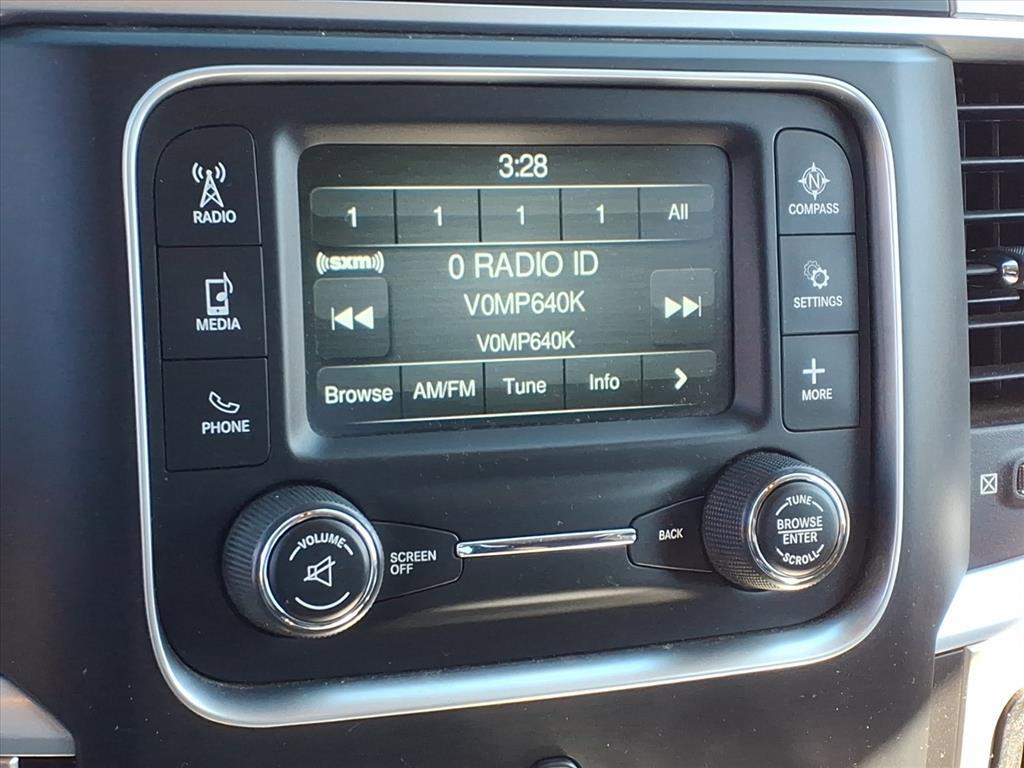 3:28
1 1 1 1 All
((sxm)) 0 RADIO ID
V0MP640K
V0MP640K
Browse AM/FM Tune Info >
RADIO
MEDIA
PHONE
N
COMPASS
SETTINGS
+
MORE
VOLUME
SCREEN
OFF
BACK
TUNE
BROWSE
ENTER
SCROLL